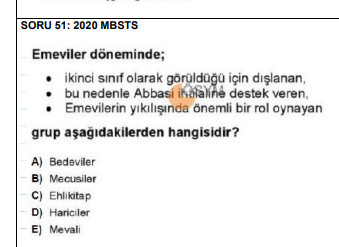 SORU 51: 2020 MBSTS
Emeviler döneminde;
• ikinci sınıf olarak görüldüğü için dışlanan,
• bu nedenle Abbasi ihtilaline destek veren,
• Emevilerin yıkılışında önemli bir rol oynayan
grup aşağıdakilerden hangisidir?
A) Bedeviler
B) Mecusiler
C) Ehlikitap
D) Hariciler
E) Mevali